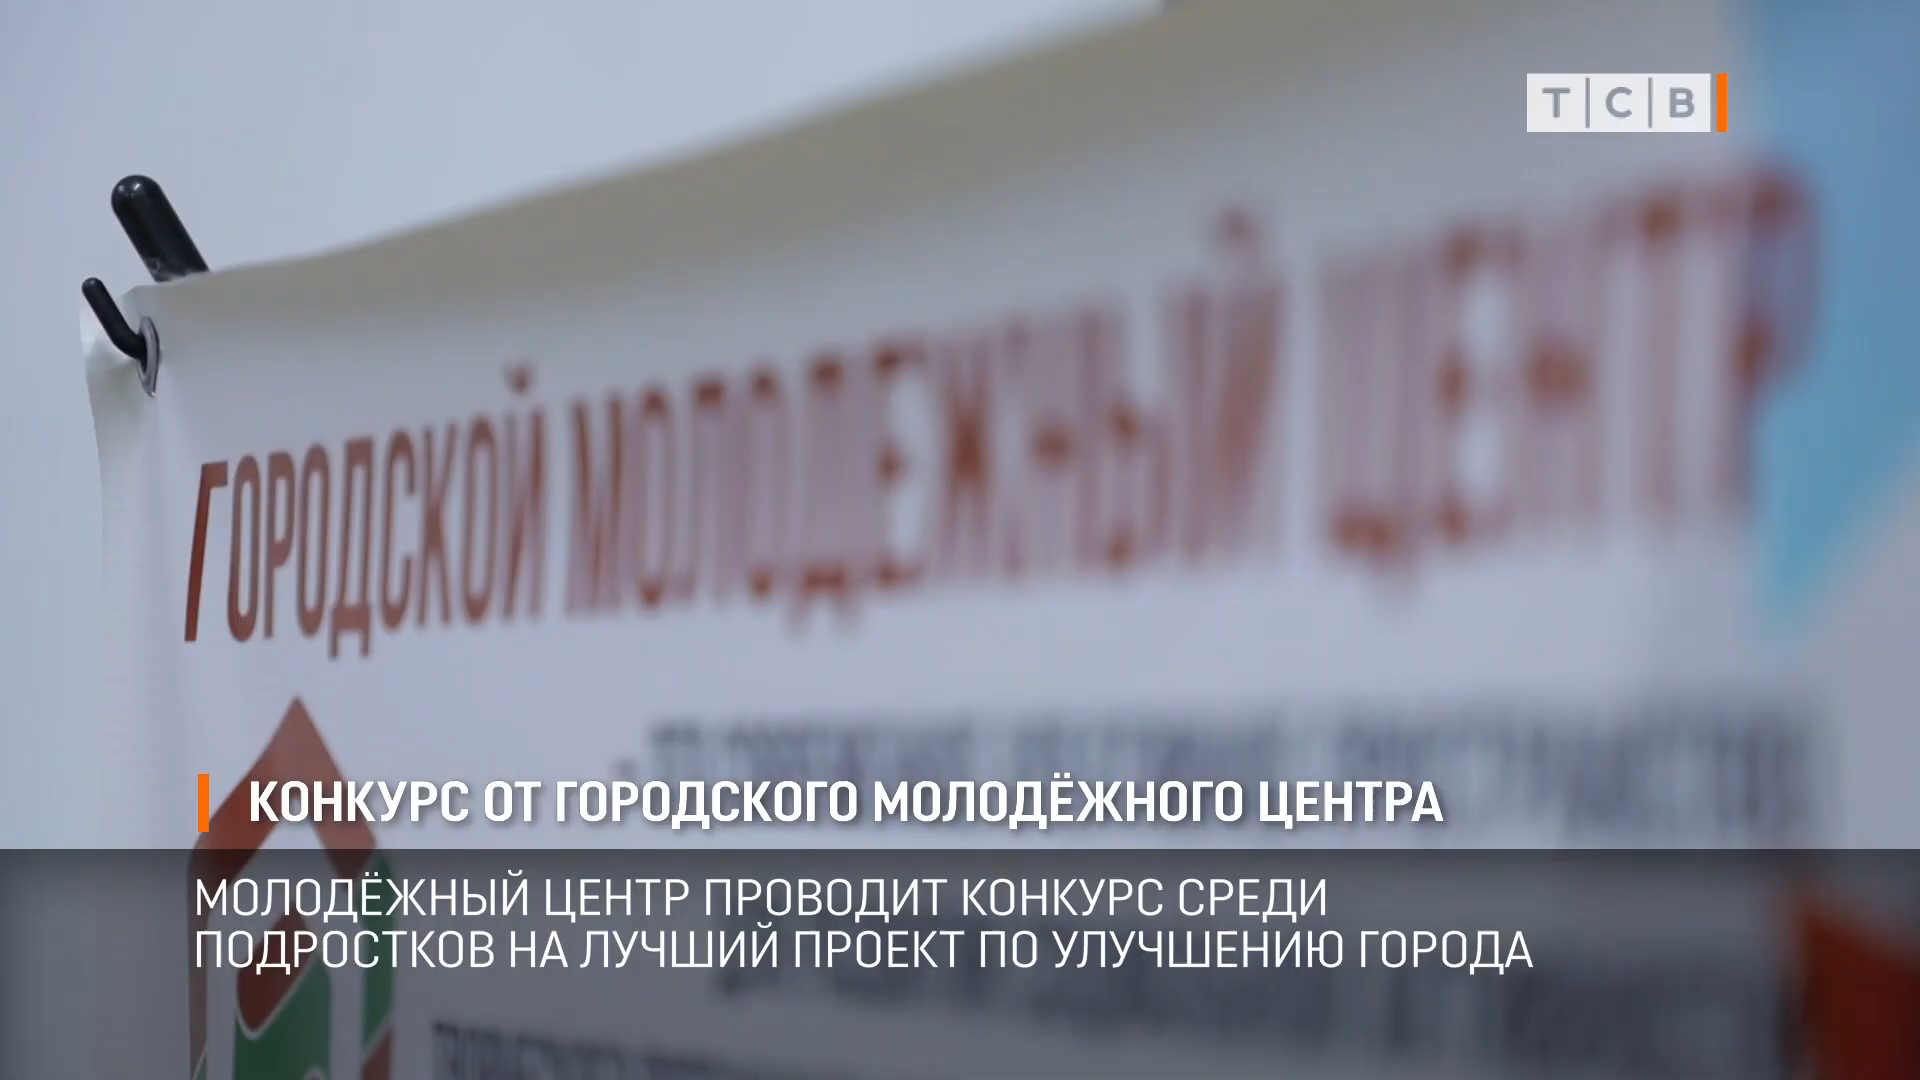 Т|С|В
ГОРОДСКОЙ МОЛОДЕЖНЫЙ ЦЕНТР
КОНКУРС ОТ ГОРОДСКОГО МОЛОДЁЖНОГО ЦЕНТРА
МОЛОДЁЖНЫЙ ЦЕНТР ПРОВОДИТ КОНКУРС СРЕДИ
ПОДРОСТКОВ НА ЛУЧШИЙ ПРОЕКТ ПО УЛУЧШЕНИЮ ГОРОДА